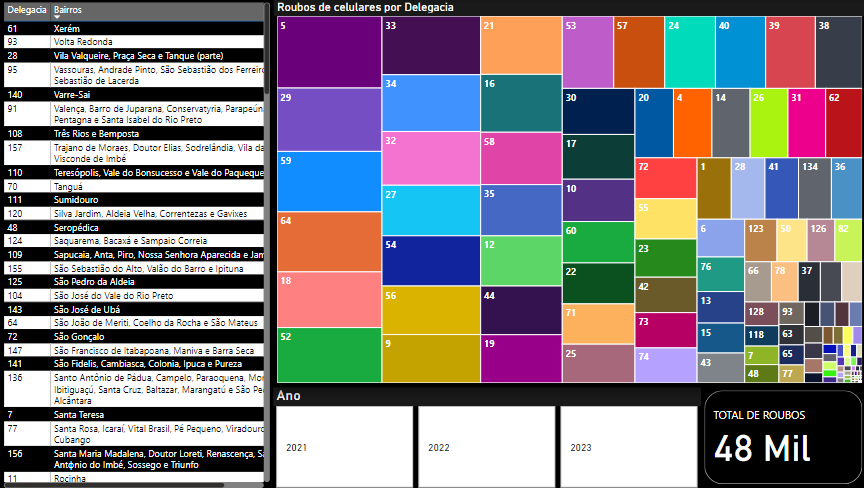 Delegacia Bairros
61 Xerém
93 Volta Redonda
28 Vila Valqueire, Praça Seca e Tanque (parte)
95 Vassouras, Andrade Pinto, São Sebastião dos Ferreiro
Sebastião de Lacerda
140 Varre-Sai
91 Valença, Barro de Juparana, Conservatyria, Parapeún
Pentagna e Santa Isabel do Rio Preto
108 Três Rios e Bemposta
157 Trajano de Moraes, Doutor Elias, Sodrelândia, Vila da
Visconde de Imbé
110 Teresópolis, Vale do Bonsucesso e Vale do Paqueque
70 Tanguá
111 Sumidouro
120 Silva Jardim, Aldeia Velha, Correntezas e Gavixes
48 Seropédica
124 Saquarema, Bacaxá e Sampaio Correia
109 Sapucaia, Anta, Piro, Nossa Senhora Aparecida e Jam
155 São Sebastião do Alto, Valão do Barro e Ipituna
125 São Pedro da Aldeia
104 São José do Vale do Rio Preto
143 São José de Ubá
64 São João de Meriti, Coelho da Rocha e São Mateus
72 São Gonçalo
147 São Francisco de Itabapoana, Maniva e Barra Seca
141 São Fidelis, Cambiasca, Colonia, Ipuca e Pureza
136 Santo Antônio de Pádua, Campelo, Paraoquena, Mon
Ibitiguaçú, Santa Cruz, Baltazar, Marangatú e São Pe
Alcântara
7 Santa Teresa
77 Santa Rosa, Icaraí, Vital Brasil, Pé Pequeno, Viradouro
Cubango
156 Santa Maria Madalena, Doutor Loreti, Renascença, Sa
Antônio do Imbé, Sossego e Triunfo
11 Rocinha
Roubos de celulares por Delegacia
5 33 21 53 57 24 40 39 38
29 34 16 30 20 4 14 26 31 62
59 32 58 17 72 1 28 41 134 36
64 27 35 10 55 6 123 50 126 82
18 54 12 60 23 76 66 78 37
52 56 44 22 42 13 128 93
9 19 71 73 15 118 63
25 74 43 7 65
48 77
Ano
2021 2022 2023
TOTAL DE ROUBOS
48 Mil